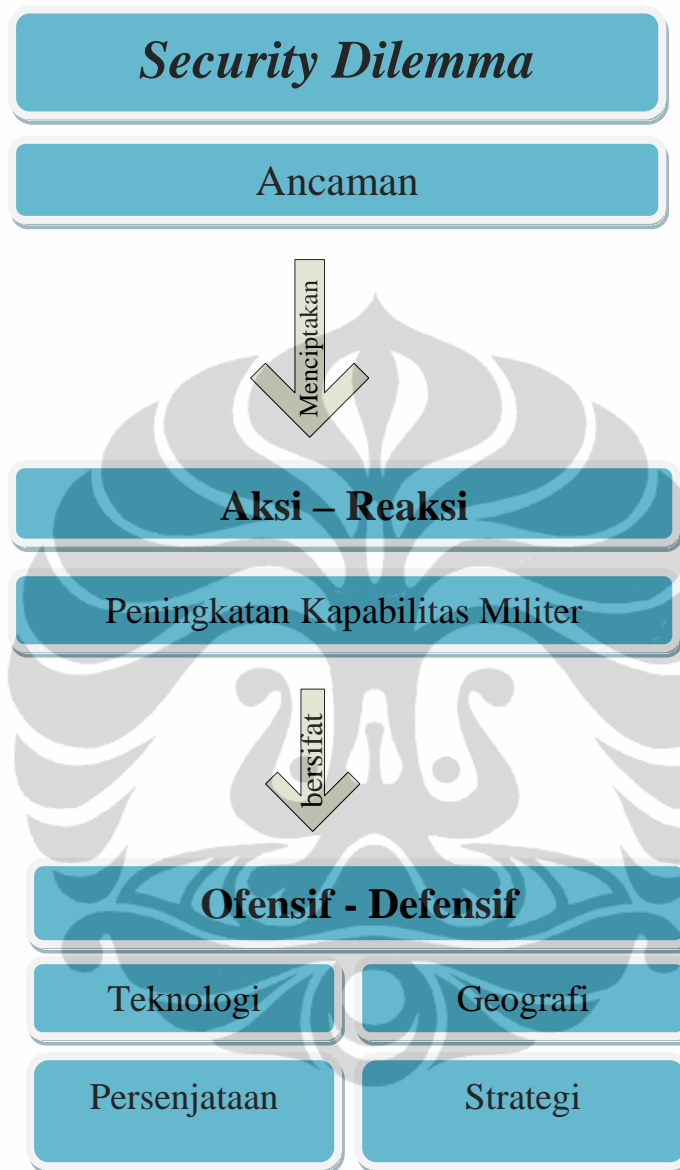 Security Dilemma
Ancaman
Menciptakan
Aksi – Reaksi
Peningkatan Kapabilitas Militer
bersifat
Ofensif - Defensif
Teknologi
Geografi
Persenjataan
Strategi